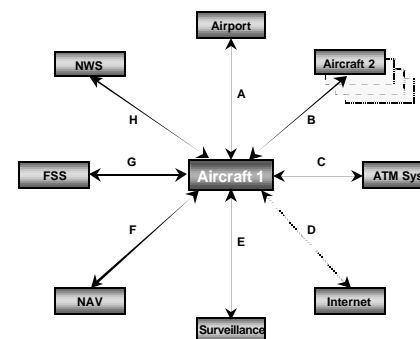 Airport
NWS
Aircraft 2
A
H
B
FSS
G
Aircraft 1
C
ATM Sys
F
E
D
NAV
Internet
Surveillance